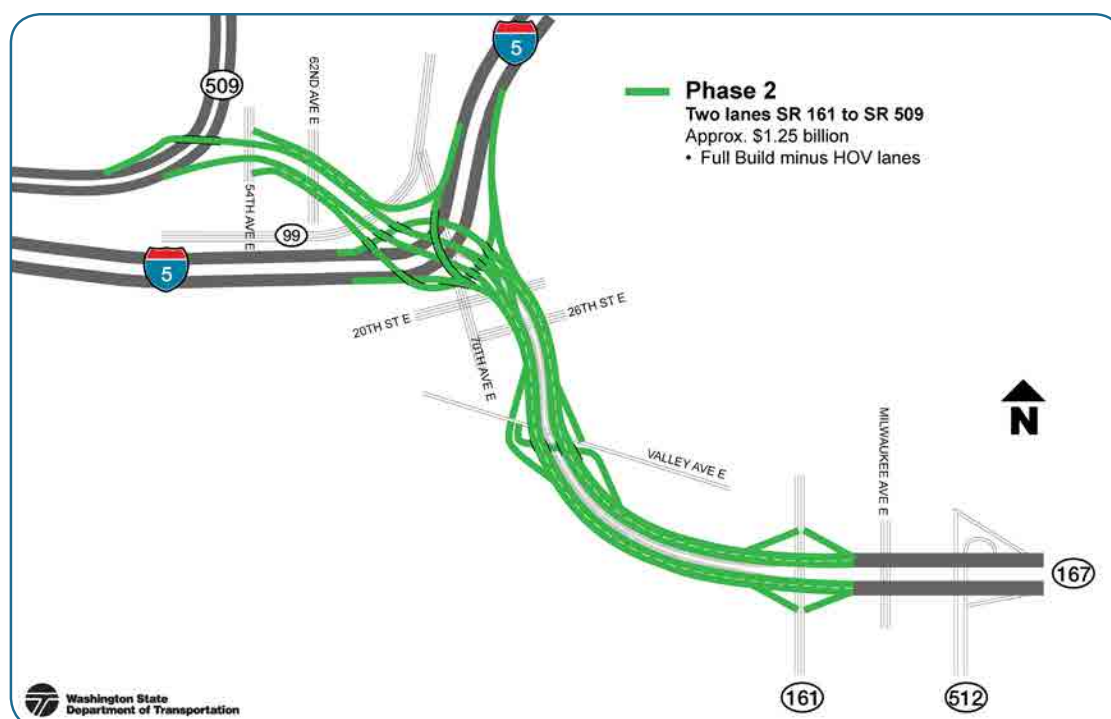 5
509
62ND AVE E
Phase 2
Two lanes SR 161 to SR 509
Approx. $1.25 billion
• Full Build minus HOV lanes
54TH AVE E
99
5
20TH ST E
26TH ST E
70TH AVE E
N
VALLEY AVE E
MILWAUKEE AVE E
167
161
512
Washington State
Department of Transportation